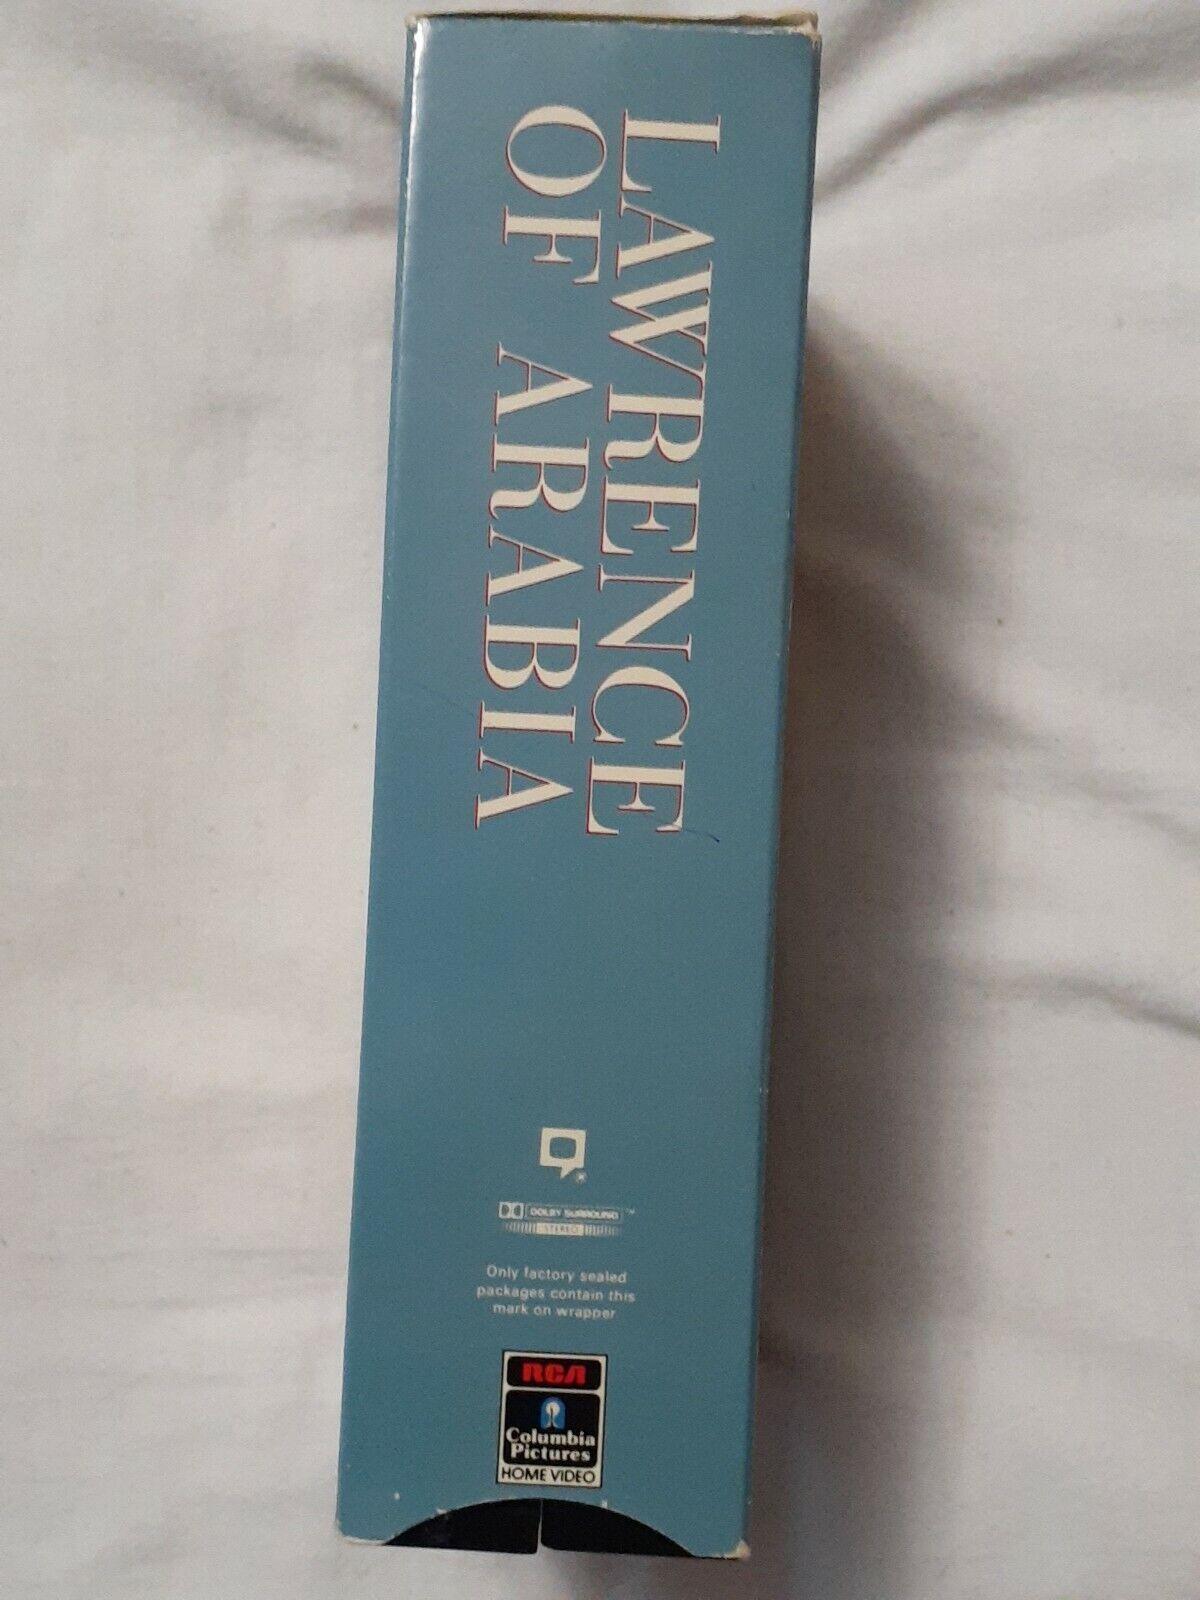 LAWRENCE
OF ARABIA
®
DOLBY SURROUND™
STEREO
Only factory sealed
packages contain this
mark on wrapper
RCA
Columbia
Pictures
HOME VIDEO